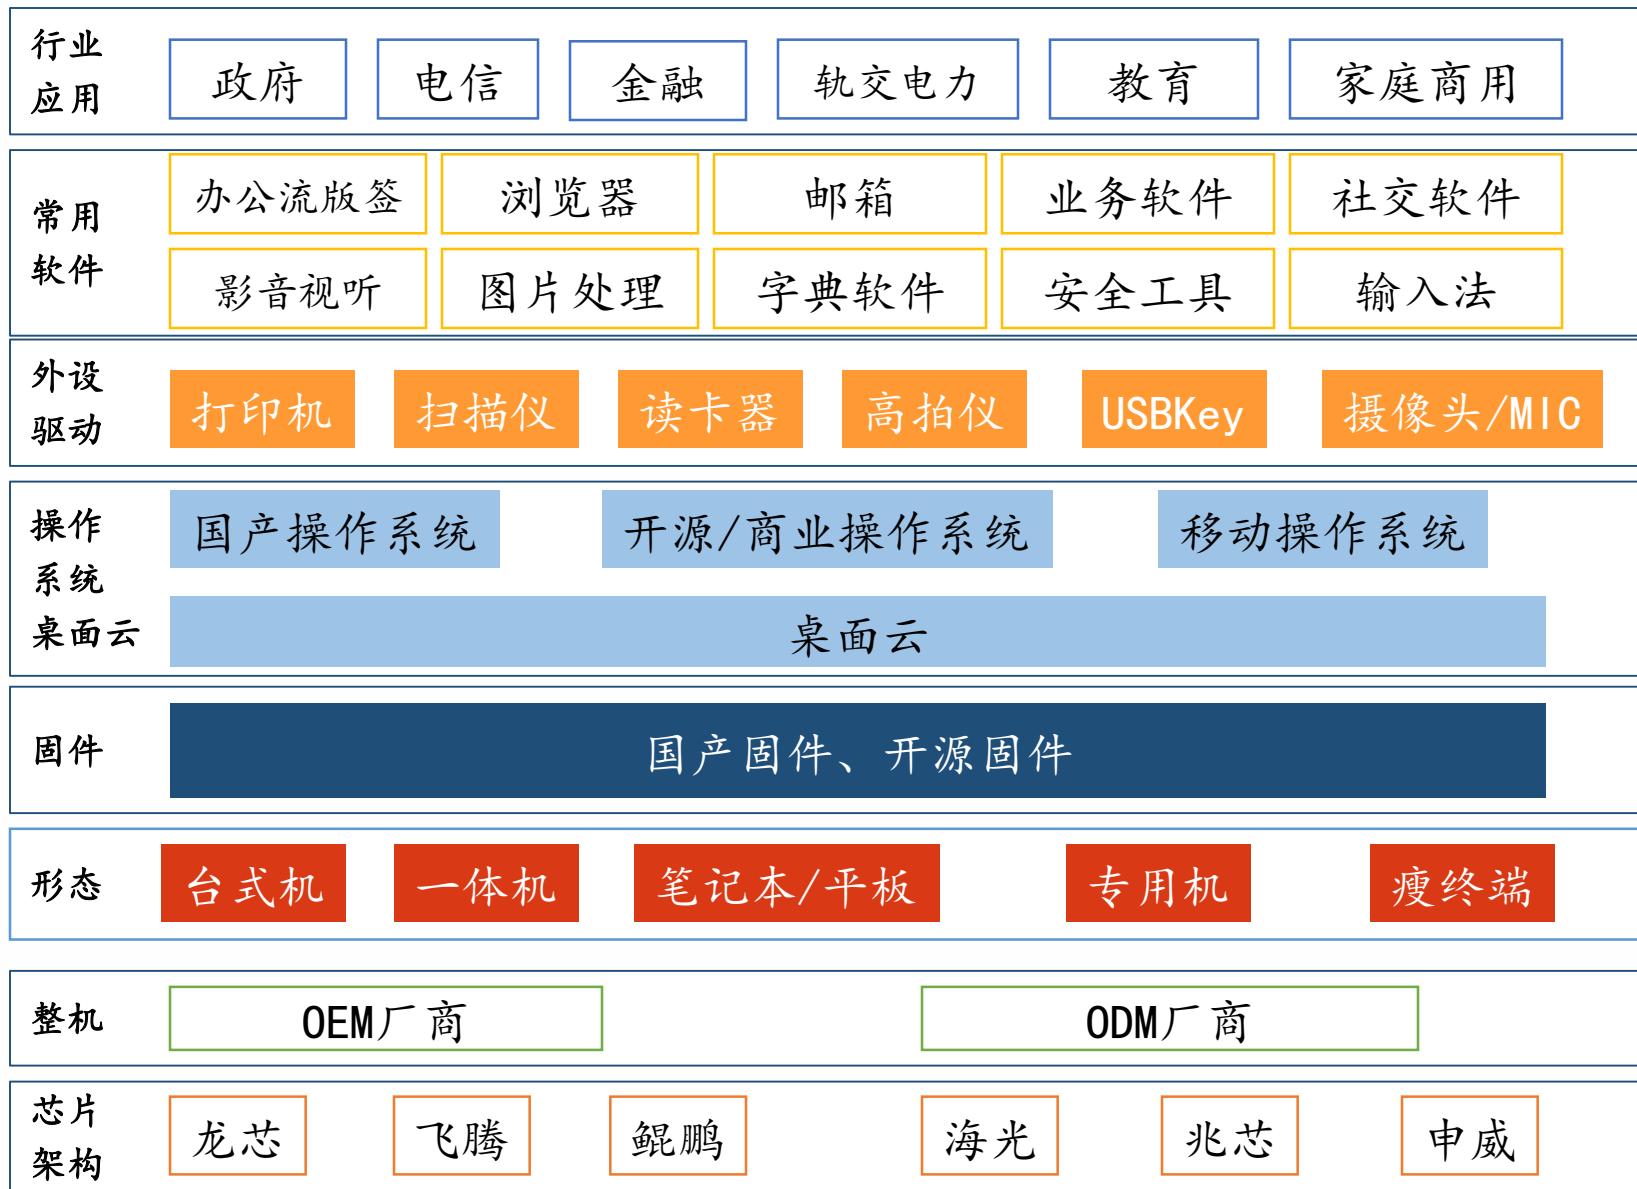 行业
应用
政府 电信 金融 轨交电力 教育 家庭商用
常用
软件
办公流版签 浏览器 邮箱 业务软件 社交软件
影音视听 图片处理 字典软件 安全工具 输入法
外设
驱动
打印机 扫描仪 读卡器 高拍仪 USBKey 摄像头/MIC
操作
系统
桌面云
国产操作系统 开源/商业操作系统 移动操作系统
桌面云
固件
国产固件、开源固件
形态
台式机 一体机 笔记本/平板 专用机 瘦终端
整机
OEM厂商 ODM厂商
芯片
架构
龙芯 飞腾 鲲鹏 海光 兆芯 申威